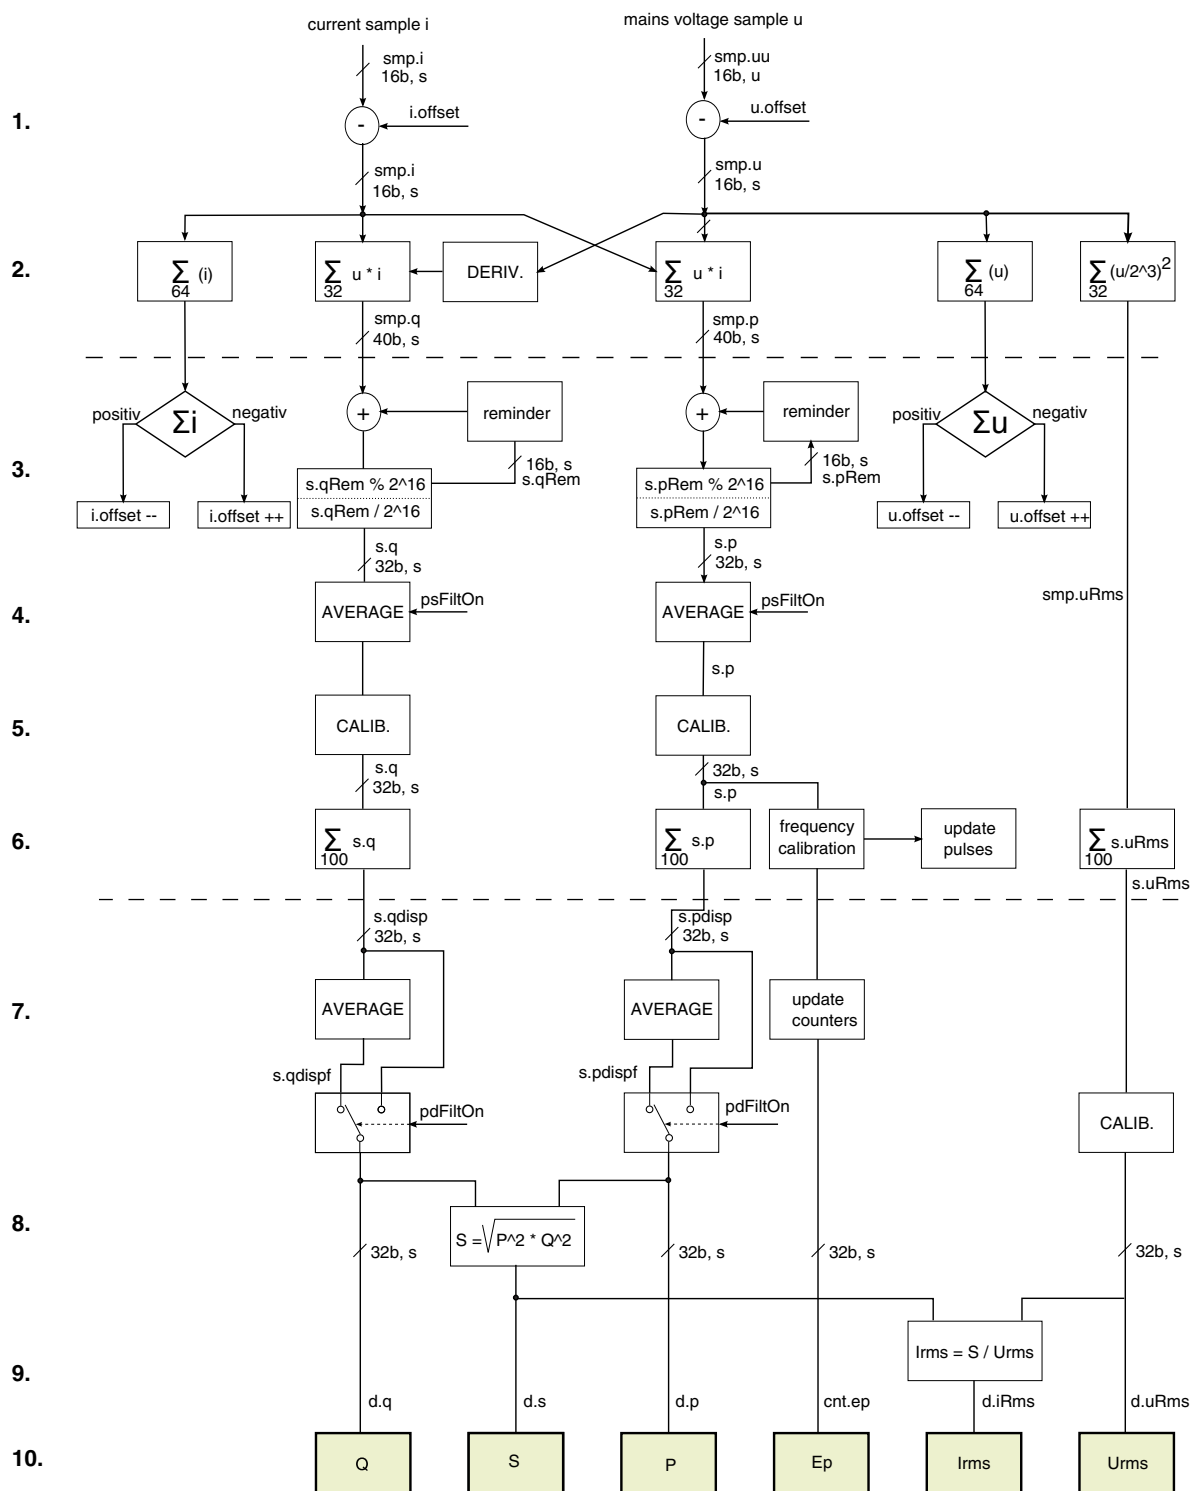 current sample i
mains voltage sample u
smp.i
16b, s
smp.uu
16b, u
1.
-
i.offset
-
u.offset
smp.i
16b, s
smp.u
16b, s
2.
Σ (i)
64
Σ u * i
32
DERIV.
Σ u * i
32
Σ (u)
64
Σ (u/2^3)^2
32
smp.q
40b, s
smp.p
40b, s
positiv
Σi
negativ
+
reminder
+
reminder
positiv
Σu
negativ
3.
16b, s
s.qRem
16b, s
s.pRem
s.qRem % 2^16
s.qRem / 2^16
s.pRem % 2^16
s.pRem / 2^16
i.offset --
i.offset ++
u.offset --
u.offset ++
s.q
32b, s
s.p
32b, s
4.
AVERAGE
psFiltOn
AVERAGE
psFiltOn
smp.uRms
s.p
5.
CALIB.
CALIB.
s.q
32b, s
32b, s
s.p
6.
Σ s.q
100
Σ s.p
100
frequency
calibration
update
pulses
Σ s.uRms
100
s.uRms
s.qdisp
32b, s
s.pdisp
32b, s
7.
AVERAGE
AVERAGE
update
counters
s.qdispf
s.pdispf
pdFiltOn
pdFiltOn
CALIB.
8.
S =√P^2 * Q^2
32b, s
32b, s
32b, s
32b, s
Irms = S / Urms
9.
d.q
d.s
d.p
cnt.ep
d.iRms
d.uRms
10.
Q
S
P
Ep
Irms
Urms